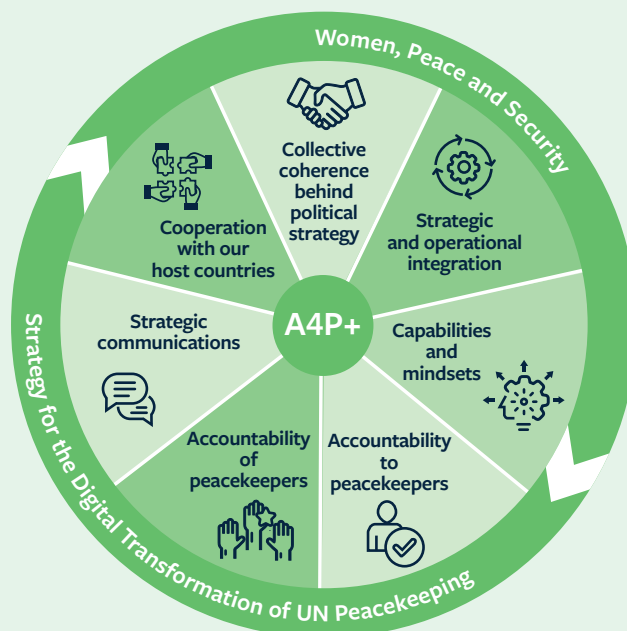 Women, Peace and Security
Collective
coherence
behind
political
strategy
Strategic
and operational
integration
Capabilities
and
mindsets
Accountability
to
peacekeepers
Accountability
of
peacekeepers
Strategic
communications
Cooperation
with our
host countries
A4P+
Strategy for the Digital Transformation of UN Peacekeeping